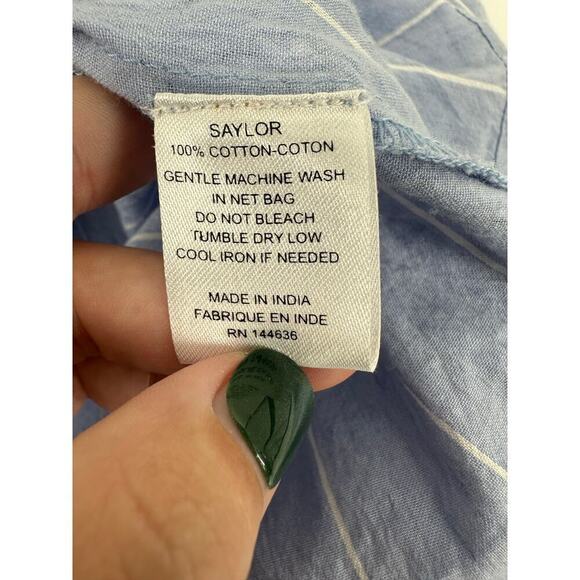 SAYLOR
100% COTTON-COTON
GENTLE MACHINE WASH
IN NET BAG
DO NOT BLEACH
TUMBLE DRY LOW
COOL IRON IF NEEDED
MADE IN INDIA
FABRIQUE EN INDE
RN 144636